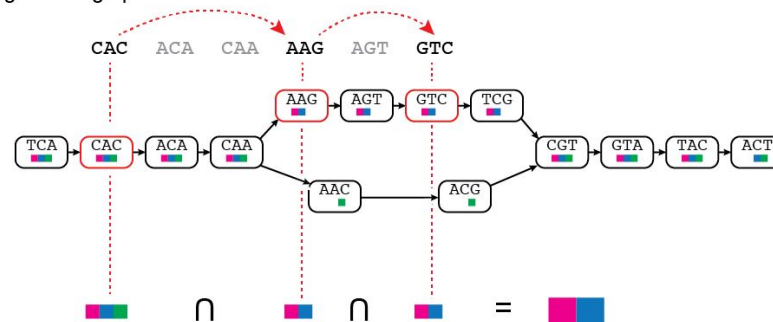 CAC ACA CAA AAG AGT GTC
AAG AGT GTC TCG
TCA CAC ACA CAA CGT GTA TAC ACT
AAC ACG
∩ ∩ =